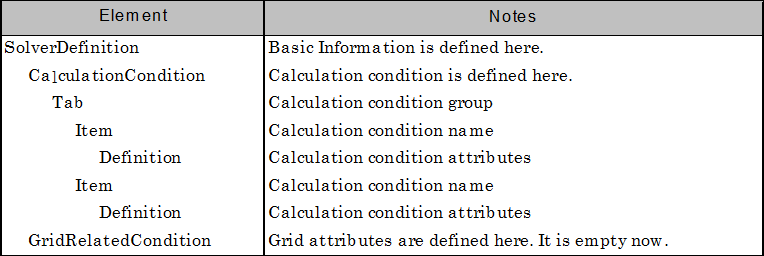 Element Notes
SolverDefinition Basic Information is defined here.
CalculationCondition Calculation condition is defined here.
Tab Calculation condition group
Item Calculation condition name
Definition Calculation condition attributes
Item Calculation condition name
Definition Calculation condition attributes
GridRelatedCondition Grid attributes are defined here. It is empty now.